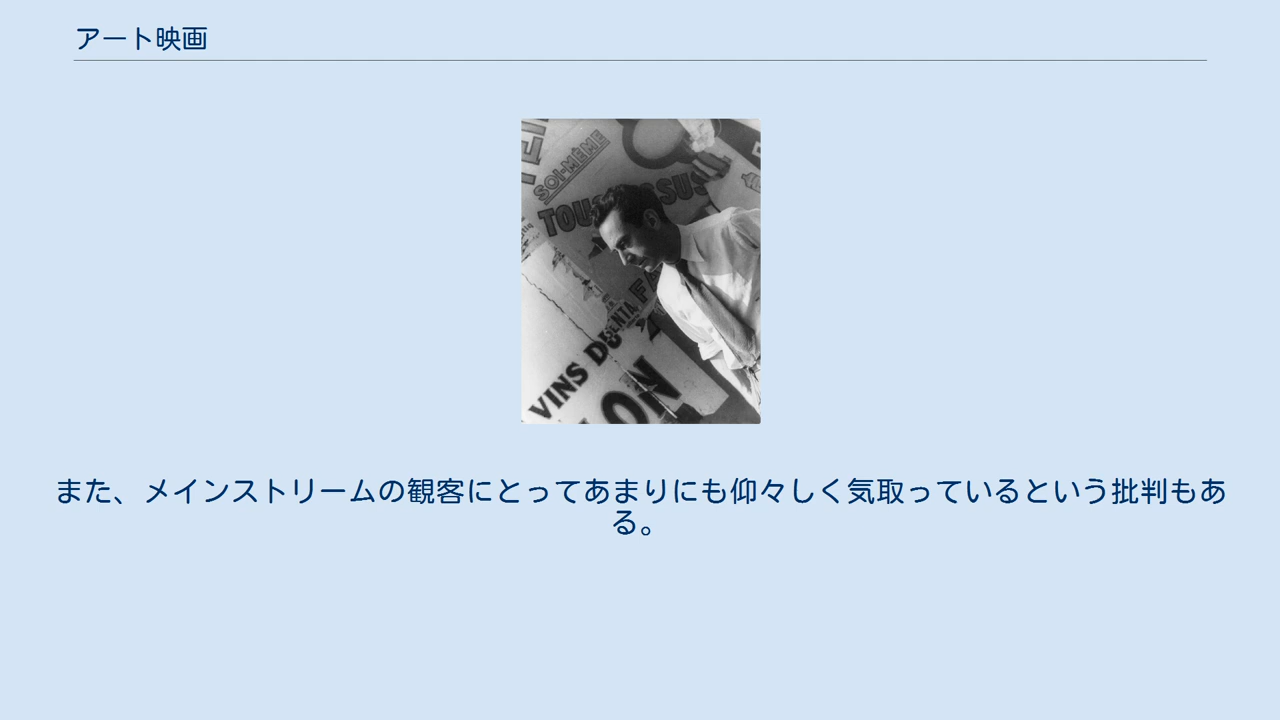 アート映画
SOI-MÊME
VINS DU
また、メインストリームの観客にとってあまりにも仰々しく気取っているという批判もあ
る。